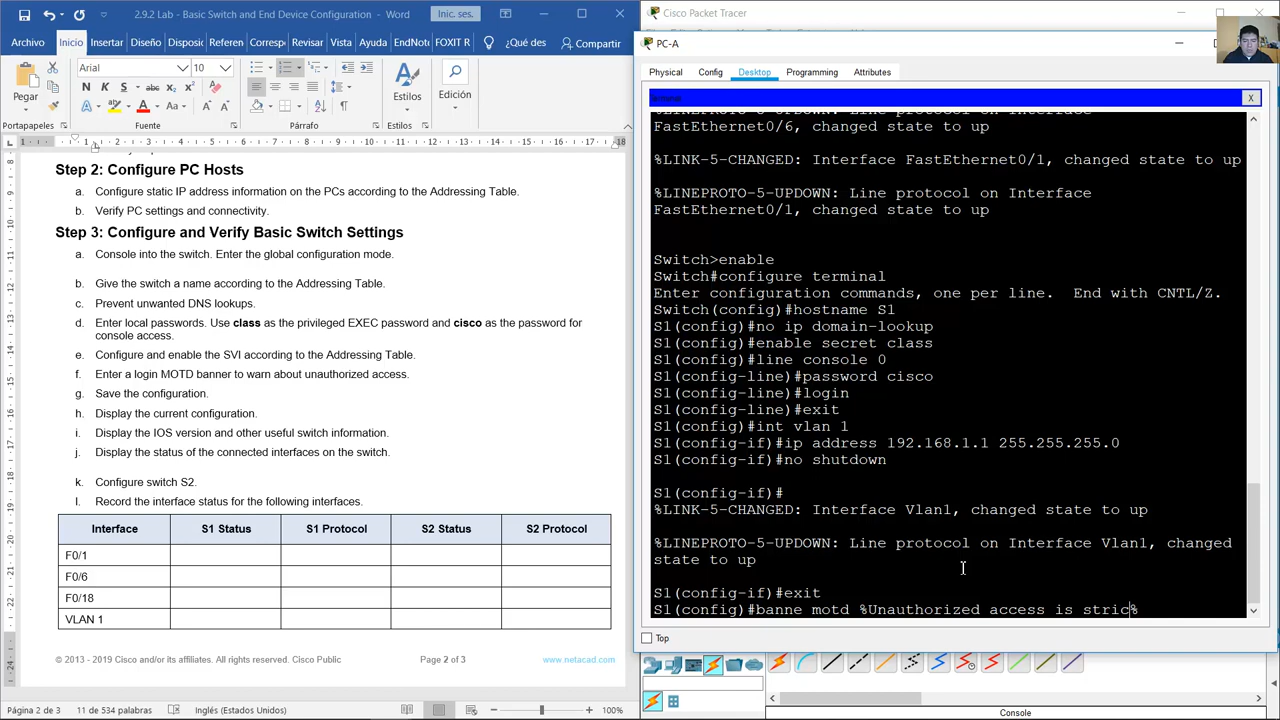 2.9.2 Lab - Basic Switch and End Device Configuration - Word
Inic. ses.
Archivo Inicio Insert Diseño Disposi Referen Corresp Revisar Vista Ayuda EndNote FOXIT R ¿Qué des Compartir
Pegar
Arial 10
N K S abc x₂ x²
Aa
Estilos
Edición
Portapapeles Fuente Párrafo Estilos
Step 2: Configure PC Hosts
a. Configure static IP address information on the PCs according to the Addressing Table.
b. Verify PC settings and connectivity.
Step 3: Configure and Verify Basic Switch Settings
a. Console into the switch. Enter the global configuration mode.
b. Give the switch a name according to the Addressing Table.
c. Prevent unwanted DNS lookups.
d. Enter local passwords. Use class as the privileged EXEC password and cisco as the password for
console access.
e. Configure and enable the SVI according to the Addressing Table.
f. Enter a login MOTD banner to warn about unauthorized access.
g. Save the configuration.
h. Display the current configuration.
i. Display the IOS version and other useful switch information.
j. Display the status of the connected interfaces on the switch.
k. Configure switch S2.
l. Record the interface status for the following interfaces.
Interface S1 Status S1 Protocol S2 Status S2 Protocol
F0/1
F0/6
F0/18
VLAN 1
© 2013 - 2019 Cisco and/or its affiliates. All rights reserved. Cisco Public Page 2 of 3 www.netacad.com
Página 2 de 3 11 de 534 palabras Inglés (Estados Unidos) 100%
Cisco Packet Tracer
PC-A
Physical Config Desktop Programming Attributes
Terminal X
%LINEPROTO-5-UPDOWN: Line protocol on Interface
FastEthernet0/6, changed state to up
%LINK-5-CHANGED: Interface FastEthernet0/1, changed state to up
%LINEPROTO-5-UPDOWN: Line protocol on Interface
FastEthernet0/1, changed state to up
Switch>enable
Switch#configure terminal
Enter configuration commands, one per line. End with CNTL/Z.
Switch(config)#hostname S1
S1(config)#no ip domain-lookup
S1(config)#enable secret class
S1(config)#line console 0
S1(config-line)#password cisco
S1(config-line)#login
S1(config-line)#exit
S1(config)#int vlan 1
S1(config-if)#ip address 192.168.1.1 255.255.255.0
S1(config-if)#no shutdown
S1(config-if)#
%LINK-5-CHANGED: Interface Vlan1, changed state to up
%LINEPROTO-5-UPDOWN: Line protocol on Interface Vlan1, changed
state to up
S1(config-if)#exit
S1(config)#banne motd %Unauthorized access is stric%
Top
Console